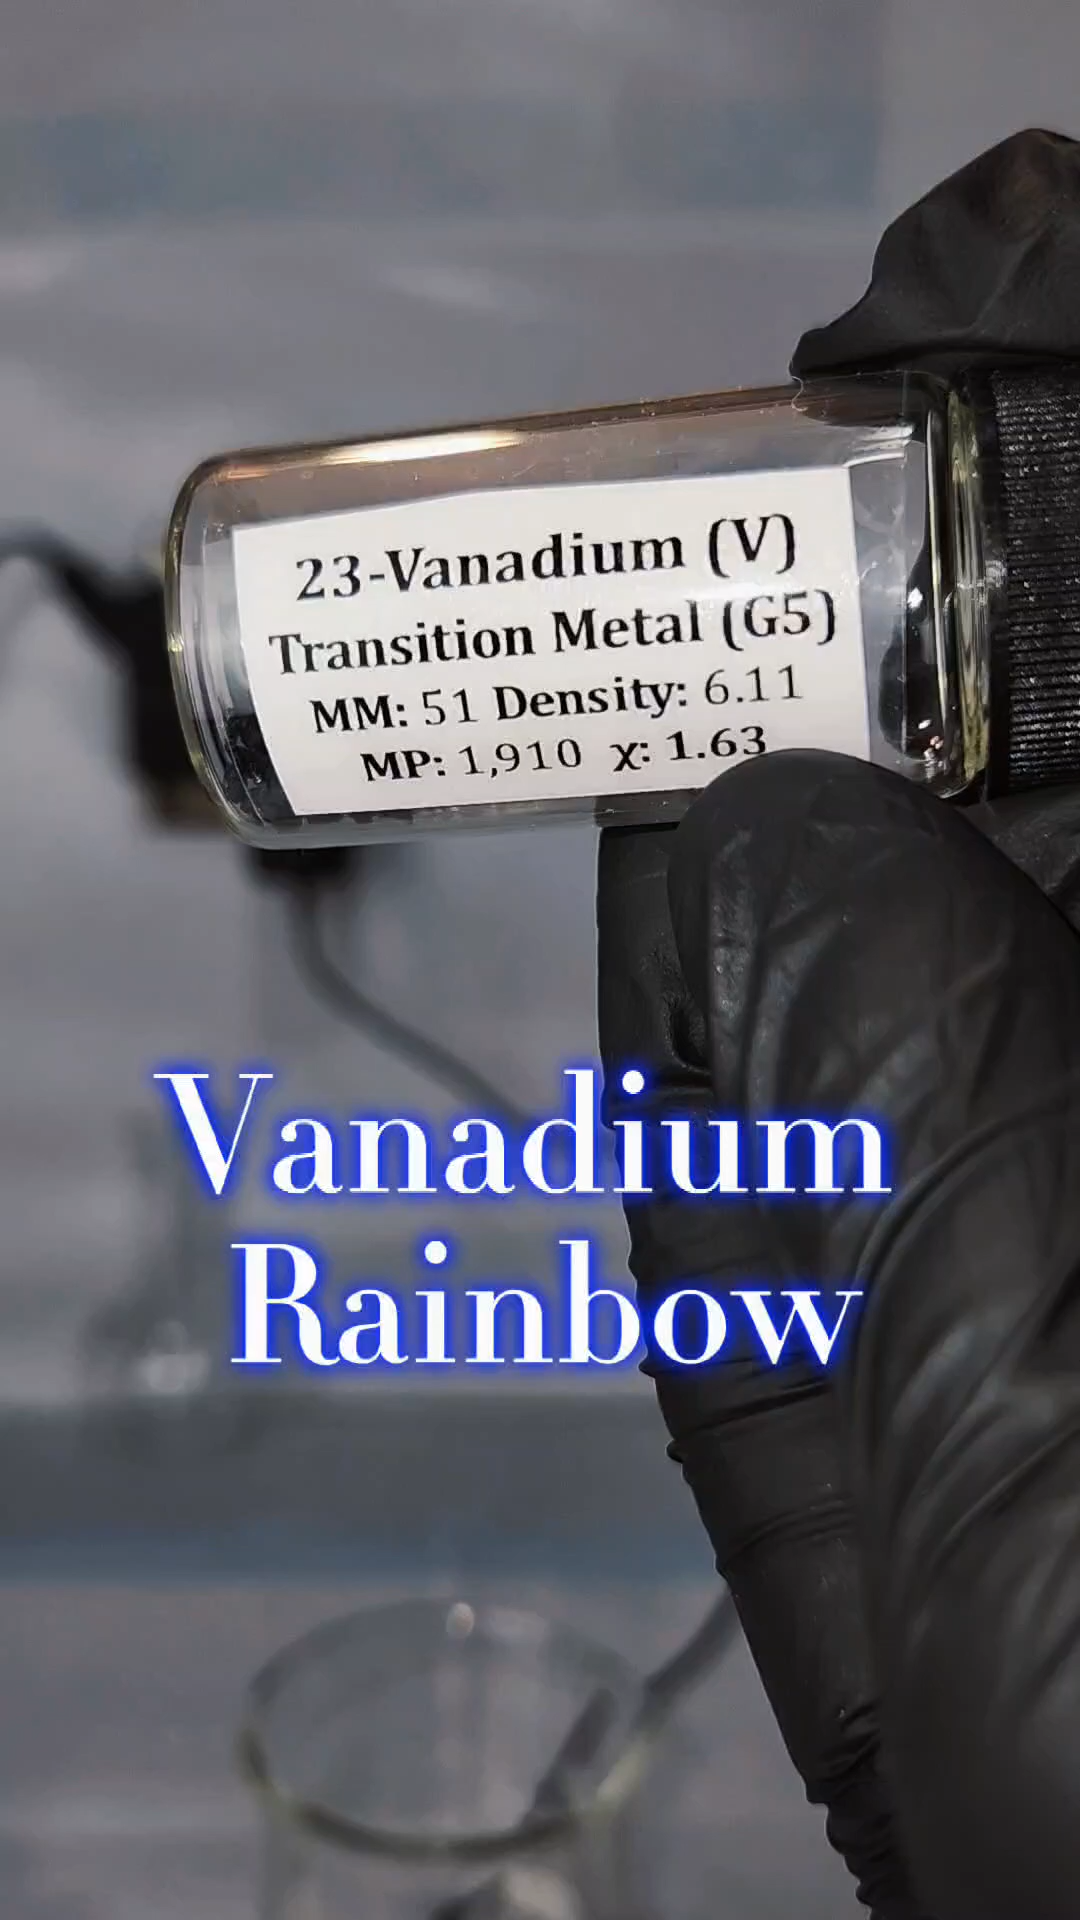 23-Vanadium (V)
Transition Metal (G5)
MM: 51 Density: 6.11
MP: 1,910 χ: 1.63
Vanadium
Rainbow